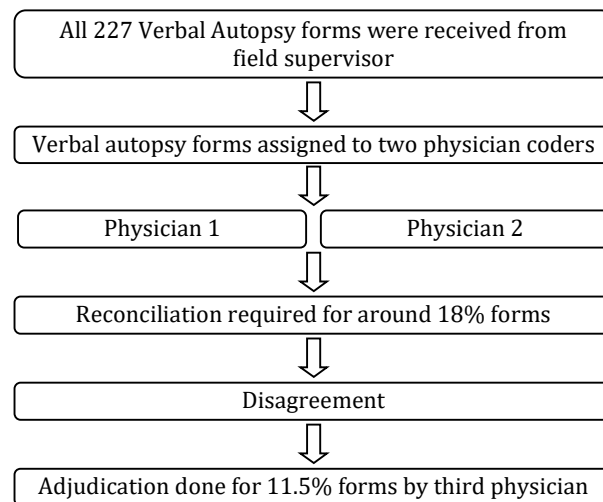 All 227 Verbal Autopsy forms were received from
field supervisor
Verbal autopsy forms assigned to two physician coders
Physician 1
Physician 2
Reconciliation required for around 18% forms
Disagreement
Adjudication done for 11.5% forms by third physician